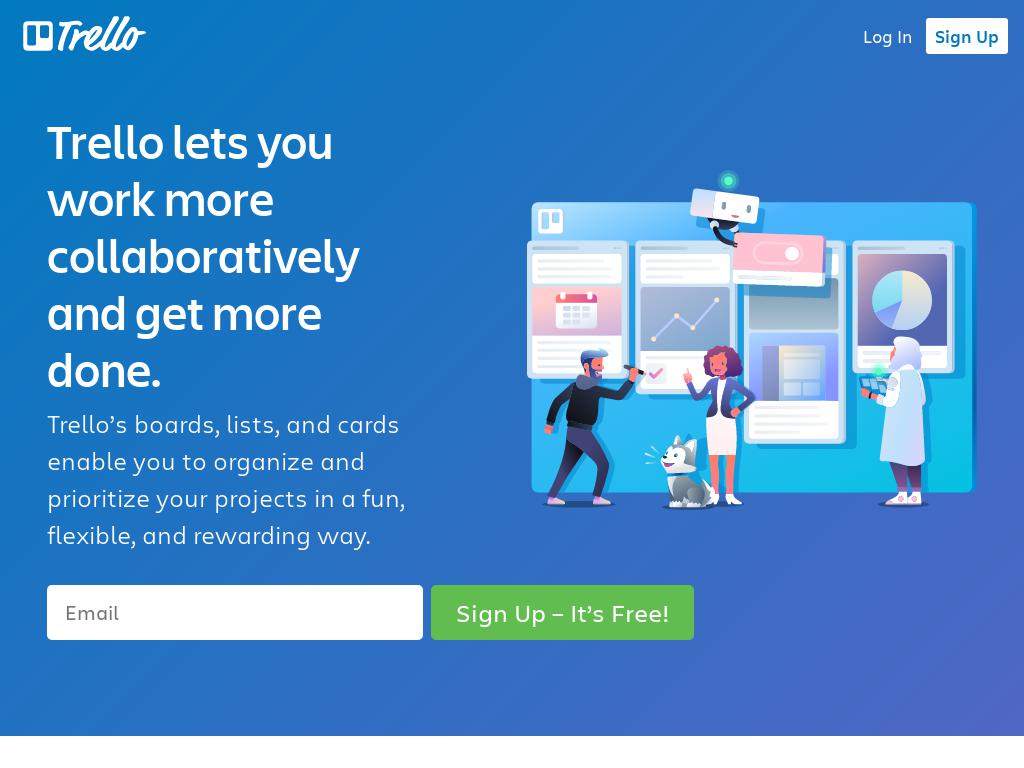 Trello
Log In
Sign Up
Trello lets you
work more
collaboratively
and get more
done.
Trello’s boards, lists, and cards
enable you to organize and
prioritize your projects in a fun,
flexible, and rewarding way.
Email
Sign Up – It’s Free!